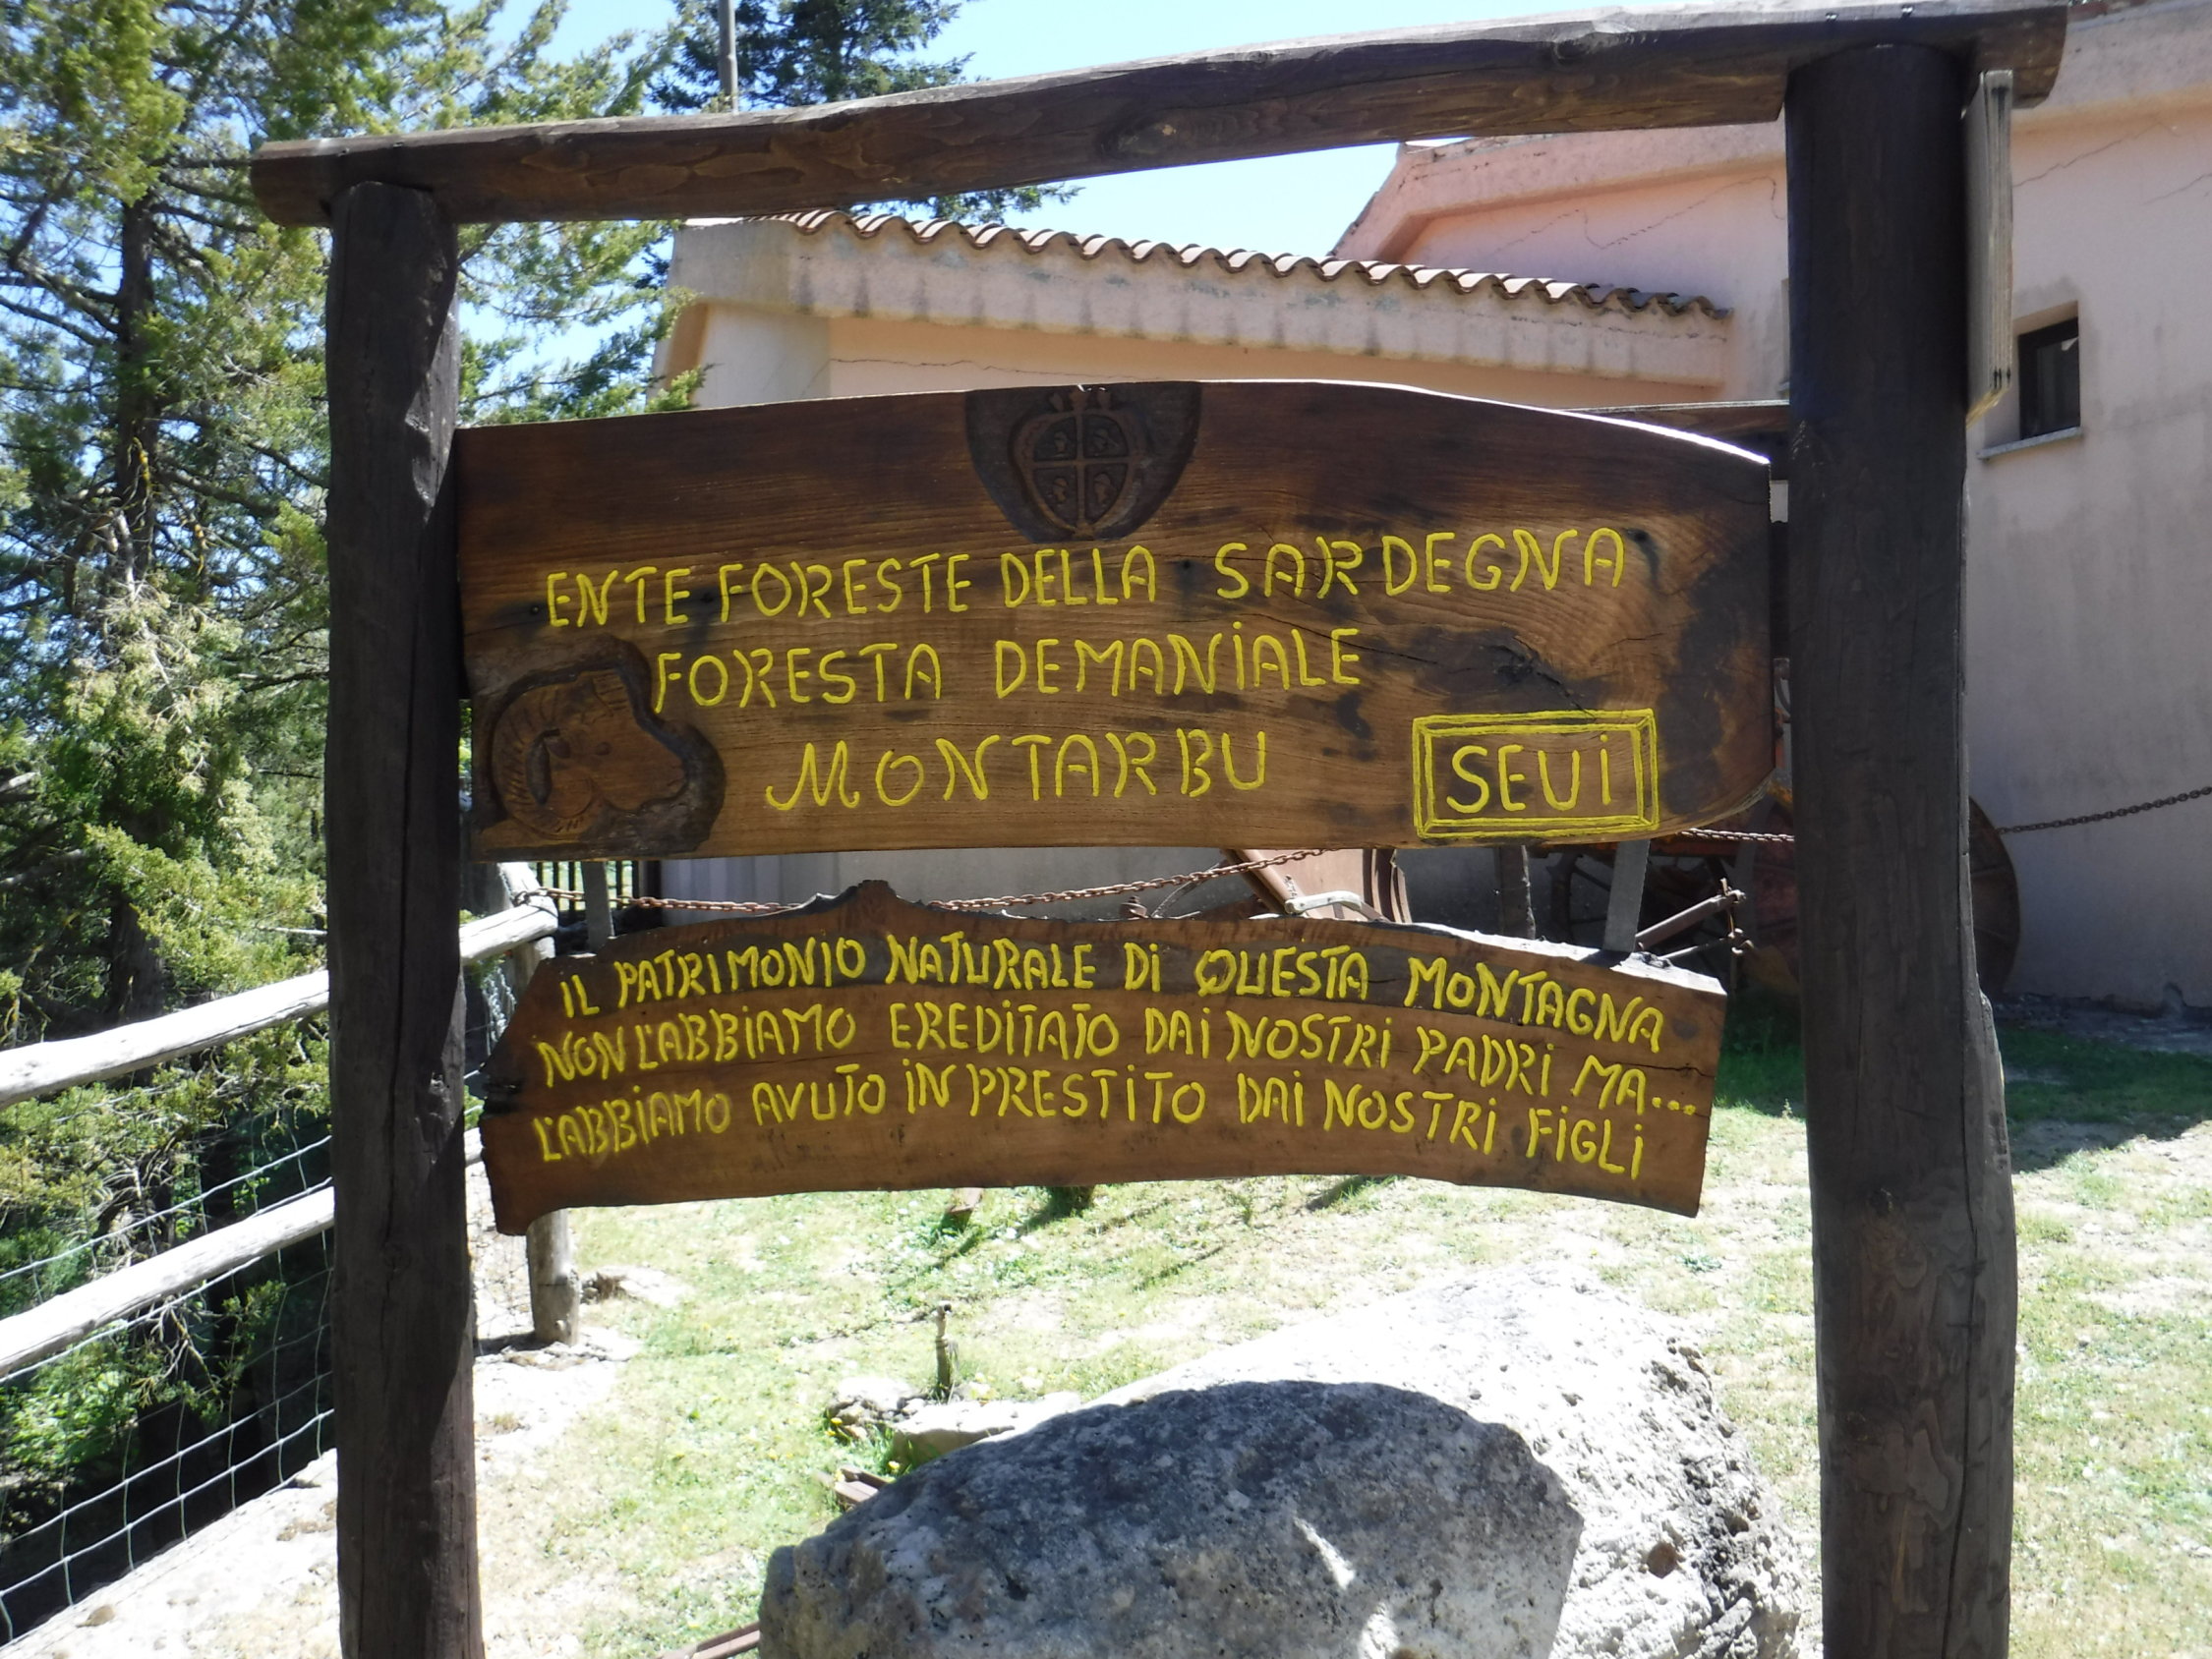 ENTE FORESTE DELLA SARDEGNA
FORESTA DEMANiALE
MONTARBU
SEUi
iL PATRIMONIO NATURALE Di QUESTA MONTAGNA
NON L'ABBiAMO EREDiTATO DAi NOSTRi PADRi MA...
L'ABBiAMO AVUTO iN PRESTiTO DAi NOSTRi FiGLi